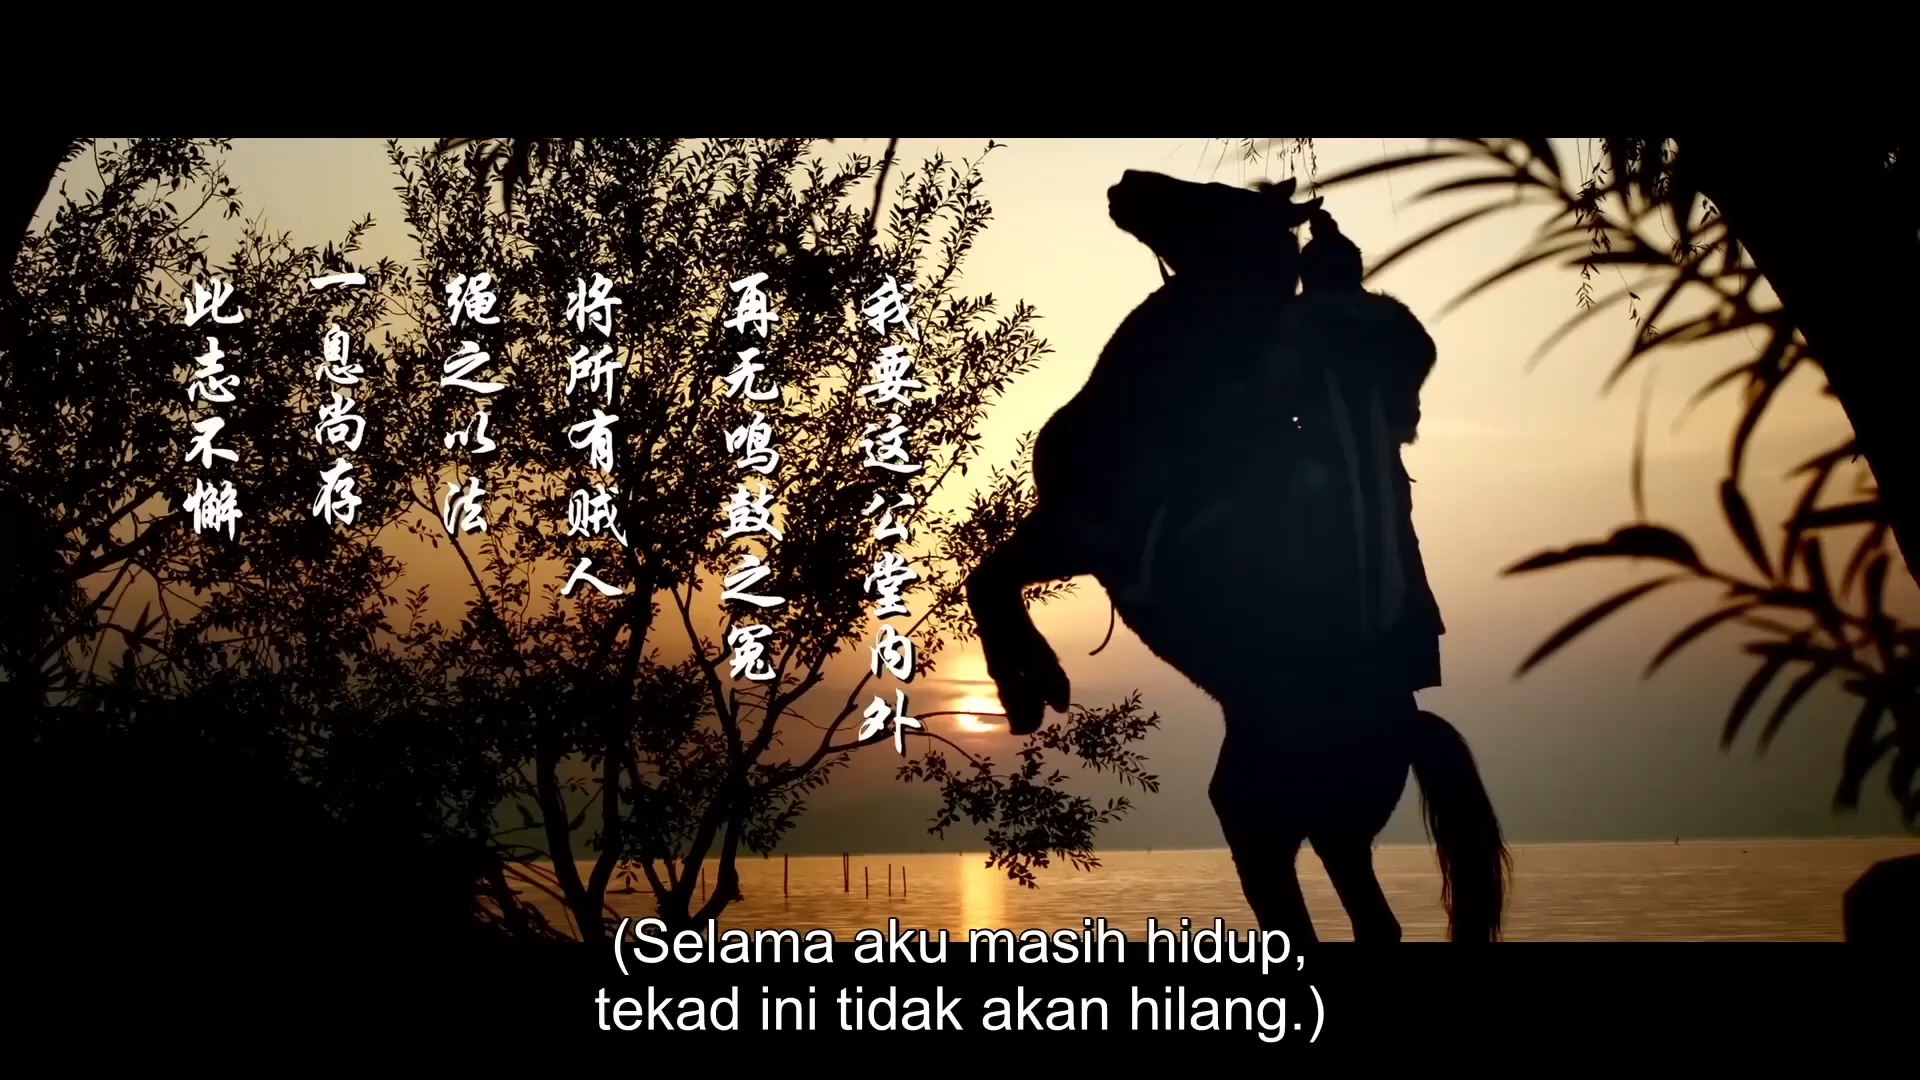 我要这公堂内外
再无鸣鼓之冤
将所有贼人
绳之以法
一息尚存
此志不懈
(Selama aku masih hidup,
tekad ini tidak akan hilang.)